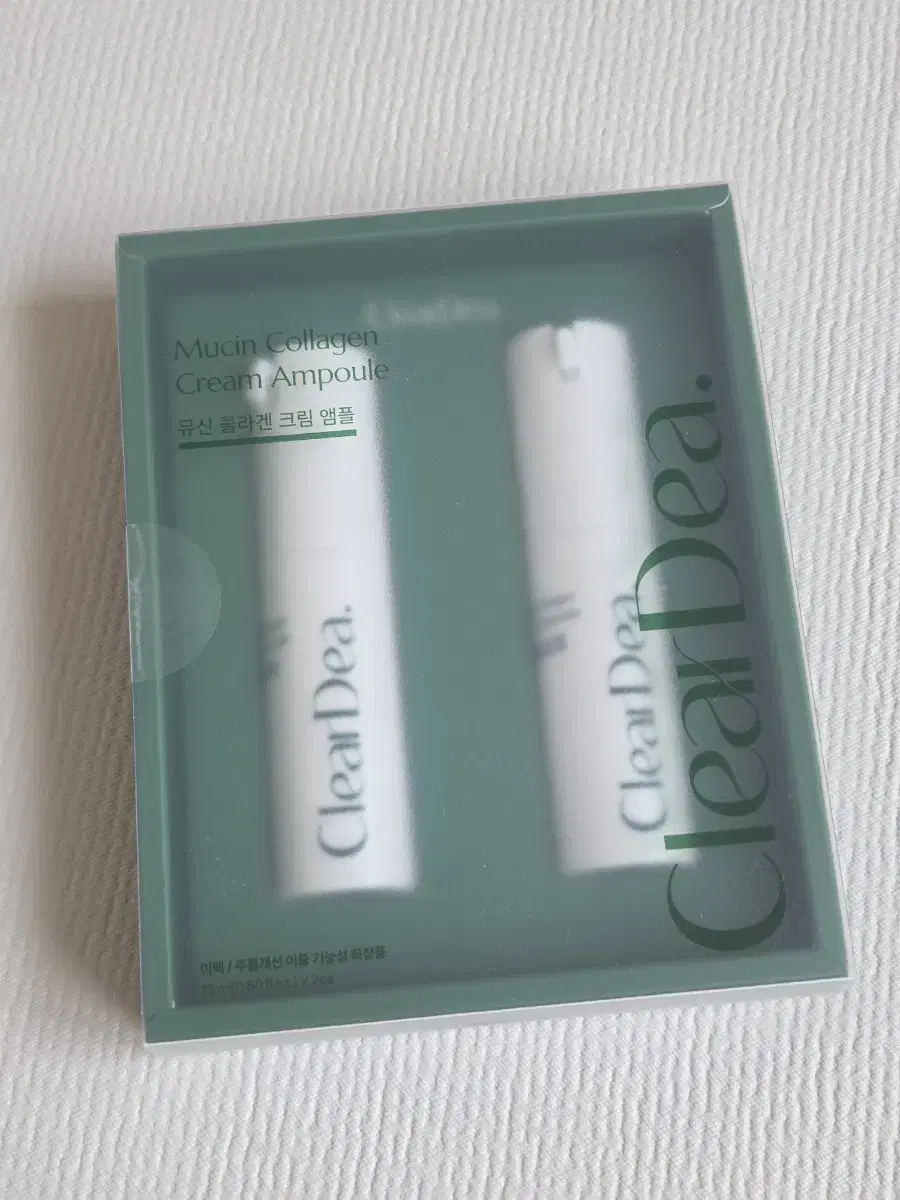 ClearDea.
Mucin Collagen
Cream Ampoule
뮤신 콜라겐 크림 앰플
ClearDea.
ClearDea.
ClearDea.
미백 / 주름개선 이중 기능성 화장품
15 ml(0.50 fl.oz.) x 2ea